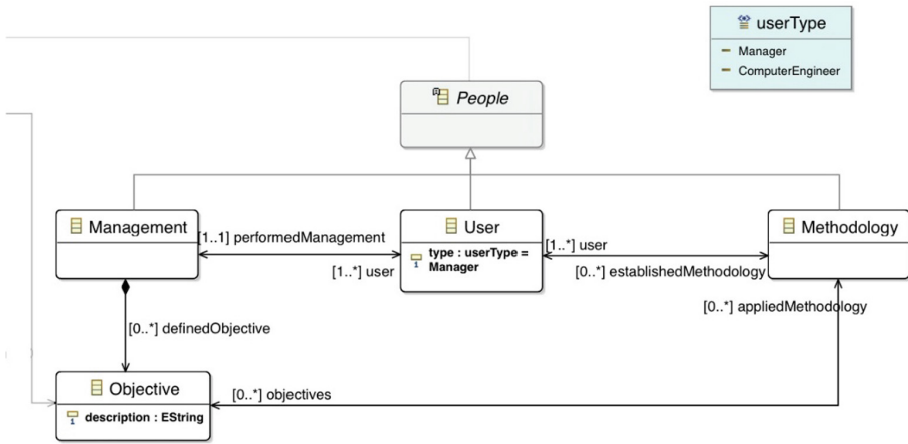 userType
Manager
ComputerEngineer
People
Management
User
Methodology
type : userType =
Manager
[1..1] performedManagement
[1..*] user
[1..*] user
[0..*] establishedMethodology
[0..*] appliedMethodology
[0..*] definedObjective
Objective
description : EString
[0..*] objectives